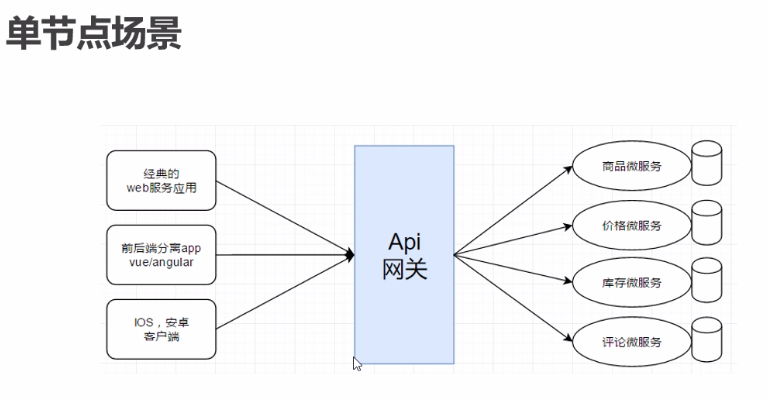 单节点场景
经典的
web服务应用
前后端分离app
vue/angular
IOS，安卓
客户端
Api
网关
商品微服务
价格微服务
库存微服务
评论微服务